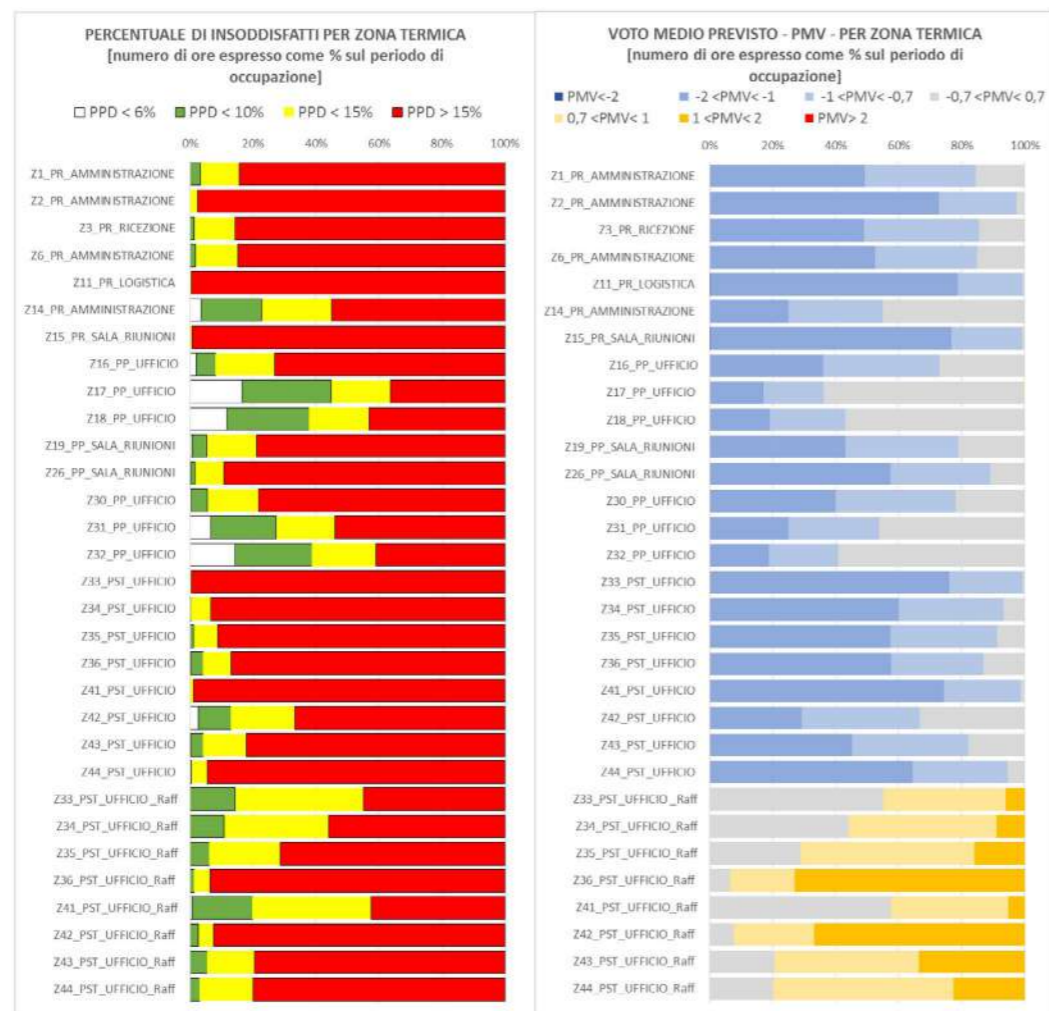 PERCENTUALE DI INSODDISFATTI PER ZONA TERMICA
[numero di ore espresso come % sul periodo di
occupazione]
PPD < 6% PPD < 10% PPD < 15% PPD > 15%
0% 20% 40% 60% 80% 100%
Z1_PR_AMMINISTRAZIONE
Z2_PR_AMMINISTRAZIONE
Z3_PR_RICEZIONE
Z6_PR_AMMINISTRAZIONE
Z11_PR_LOGISTICA
Z14_PR_AMMINISTRAZIONE
Z15_PR_SALA_RIUNIONI
Z16_PP_UFFICIO
Z17_PP_UFFICIO
Z18_PP_UFFICIO
Z19_PP_SALA_RIUNIONI
Z26_PP_SALA_RIUNIONI
Z30_PP_UFFICIO
Z31_PP_UFFICIO
Z32_PP_UFFICIO
Z33_PST_UFFICIO
Z34_PST_UFFICIO
Z35_PST_UFFICIO
Z36_PST_UFFICIO
Z41_PST_UFFICIO
Z42_PST_UFFICIO
Z43_PST_UFFICIO
Z44_PST_UFFICIO
Z33_PST_UFFICIO_Raff
Z34_PST_UFFICIO_Raff
Z35_PST_UFFICIO_Raff
Z36_PST_UFFICIO_Raff
Z41_PST_UFFICIO_Raff
Z42_PST_UFFICIO_Raff
Z43_PST_UFFICIO_Raff
Z44_PST_UFFICIO_Raff
VOTO MEDIO PREVISTO - PMV - PER ZONA TERMICA
[numero di ore espresso come % sul periodo di
occupazione]
PMV<-2 -2 <PMV< -1 -1 <PMV< -0,7 -0,7 <PMV< 0,7
0,7 <PMV< 1 1 <PMV< 2 PMV> 2
0% 20% 40% 60% 80% 100%
Z1_PR_AMMINISTRAZIONE
Z2_PR_AMMINISTRAZIONE
Z3_PR_RICEZIONE
Z6_PR_AMMINISTRAZIONE
Z11_PR_LOGISTICA
Z14_PR_AMMINISTRAZIONE
Z15_PR_SALA_RIUNIONI
Z16_PP_UFFICIO
Z17_PP_UFFICIO
Z18_PP_UFFICIO
Z19_PP_SALA_RIUNIONI
Z26_PP_SALA_RIUNIONI
Z30_PP_UFFICIO
Z31_PP_UFFICIO
Z32_PP_UFFICIO
Z33_PST_UFFICIO
Z34_PST_UFFICIO
Z35_PST_UFFICIO
Z36_PST_UFFICIO
Z41_PST_UFFICIO
Z42_PST_UFFICIO
Z43_PST_UFFICIO
Z44_PST_UFFICIO
Z33_PST_UFFICIO_Raff
Z34_PST_UFFICIO_Raff
Z35_PST_UFFICIO_Raff
Z36_PST_UFFICIO_Raff
Z41_PST_UFFICIO_Raff
Z42_PST_UFFICIO_Raff
Z43_PST_UFFICIO_Raff
Z44_PST_UFFICIO_Raff